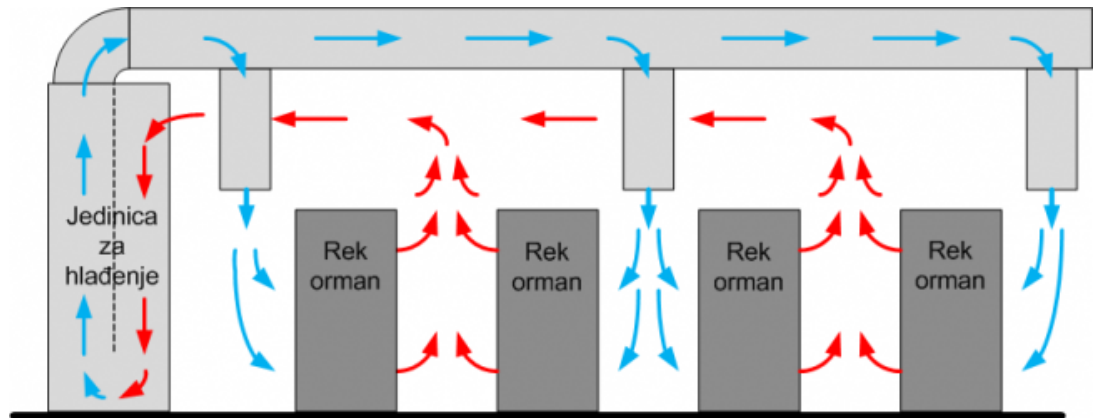 Jedinica
za
hlađenje
Rek
orman
Rek
orman
Rek
orman
Rek
orman